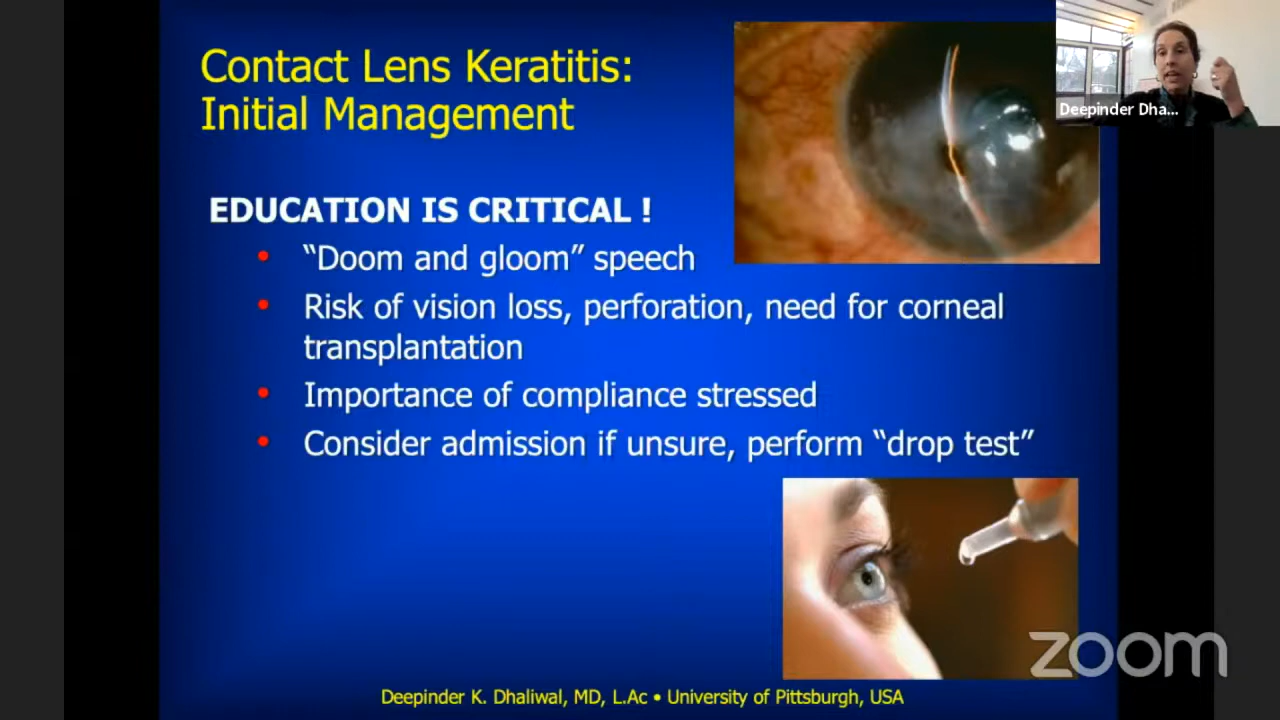 Contact Lens Keratitis:
Initial Management
Deepinder Dha...
EDUCATION IS CRITICAL !
• “Doom and gloom” speech
• Risk of vision loss, perforation, need for corneal
transplantation
• Importance of compliance stressed
• Consider admission if unsure, perform “drop test”
zoom
Deepinder K. Dhaliwal, MD, L.Ac • University of Pittsburgh, USA